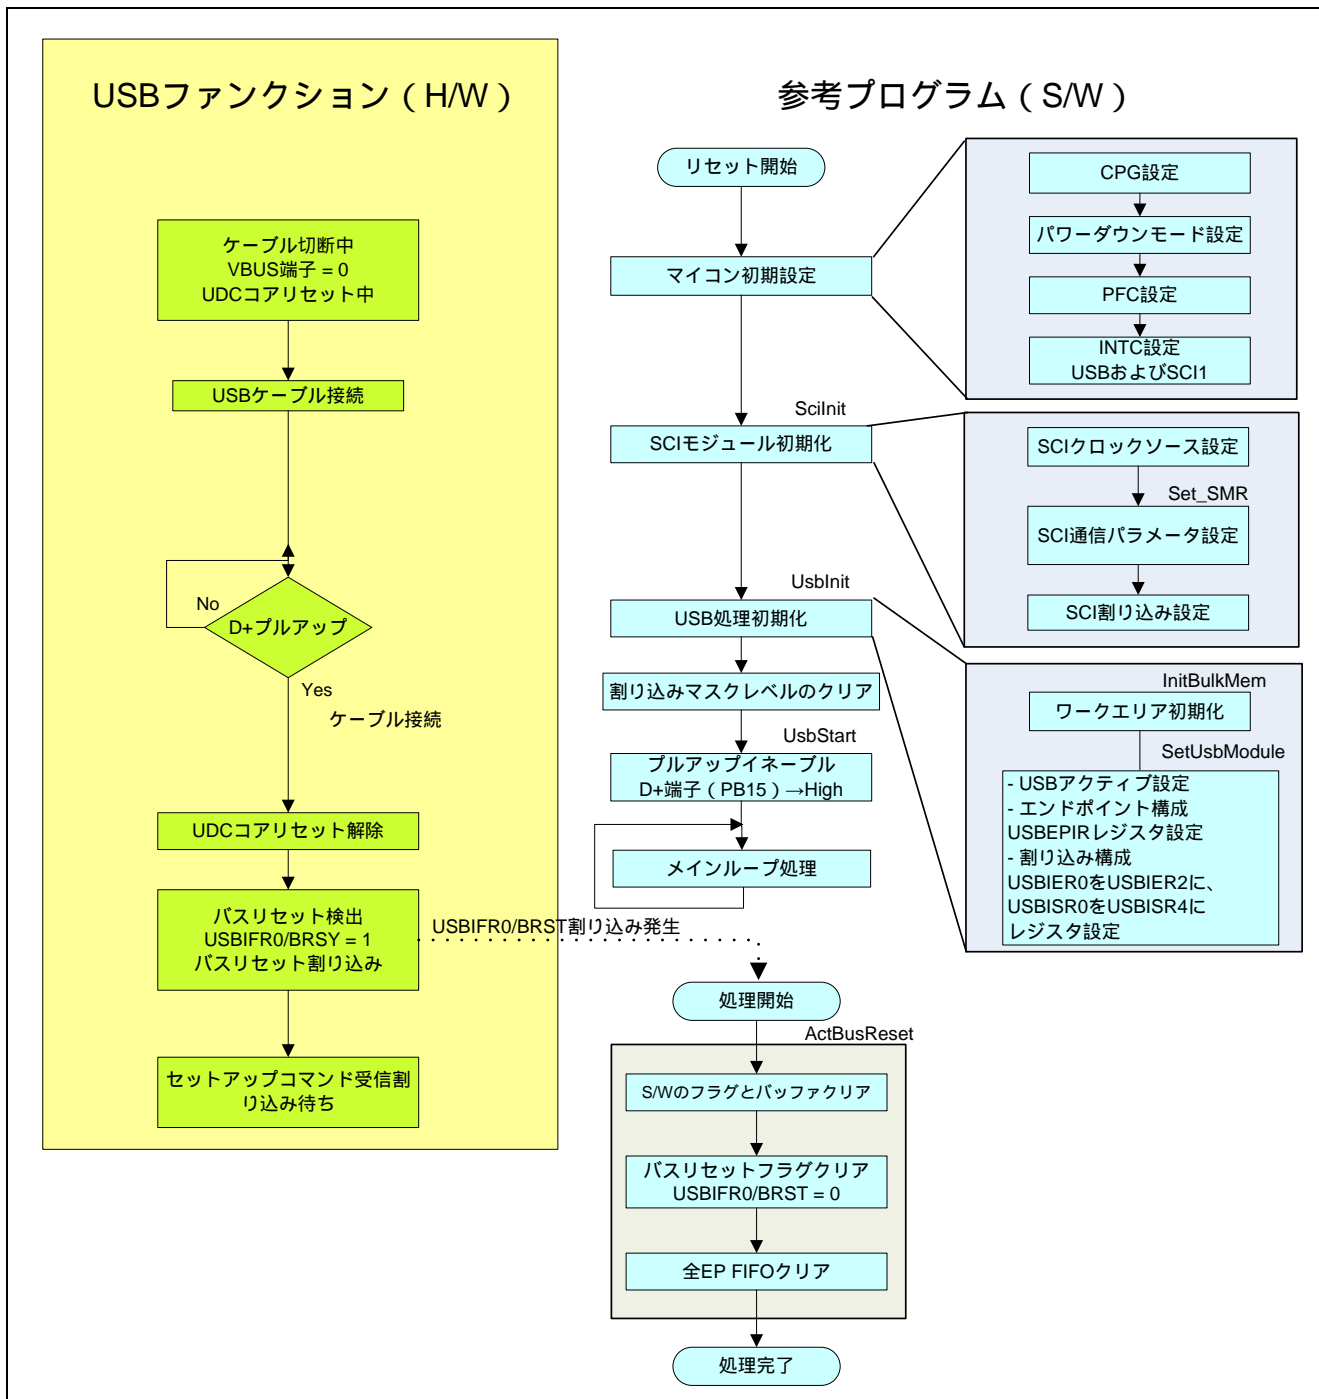 USBファンクション（H/W）
ケーブル切断中
VBUS端子 = 0
UDCコアリセット中
USBケーブル接続
No
D+プルアップ
Yes
ケーブル接続
UDCコアリセット解除
バスリセット検出
USBIFR0/BRSY = 1
バスリセット割り込み
セットアップコマンド受信割
り込み待ち
USBIFR0/BRST割り込み発生
参考プログラム（S/W）
リセット開始
マイコン初期設定
SciInit
SCIモジュール初期化
UsbInit
USB処理初期化
割り込みマスクレベルのクリア
UsbStart
プルアップイネーブル
D+端子（PB15）→High
メインループ処理
処理開始
ActBusReset
S/Wのフラグとバッファクリア
バスリセットフラグクリア
USBIFR0/BRST = 0
全EP FIFOクリア
処理完了
CPG設定
パワーダウンモード設定
PFC設定
INTC設定
USBおよびSCI1
SCIクロックソース設定
Set_SMR
SCI通信パラメータ設定
SCI割り込み設定
InitBulkMem
ワークエリア初期化
SetUsbModule
- USBアクティブ設定
- エンドポイント構成
USBEPIRレジスタ設定
- 割り込み構成
USBIER0をUSBIER2に、
USBISR0をUSBISR4に
レジスタ設定